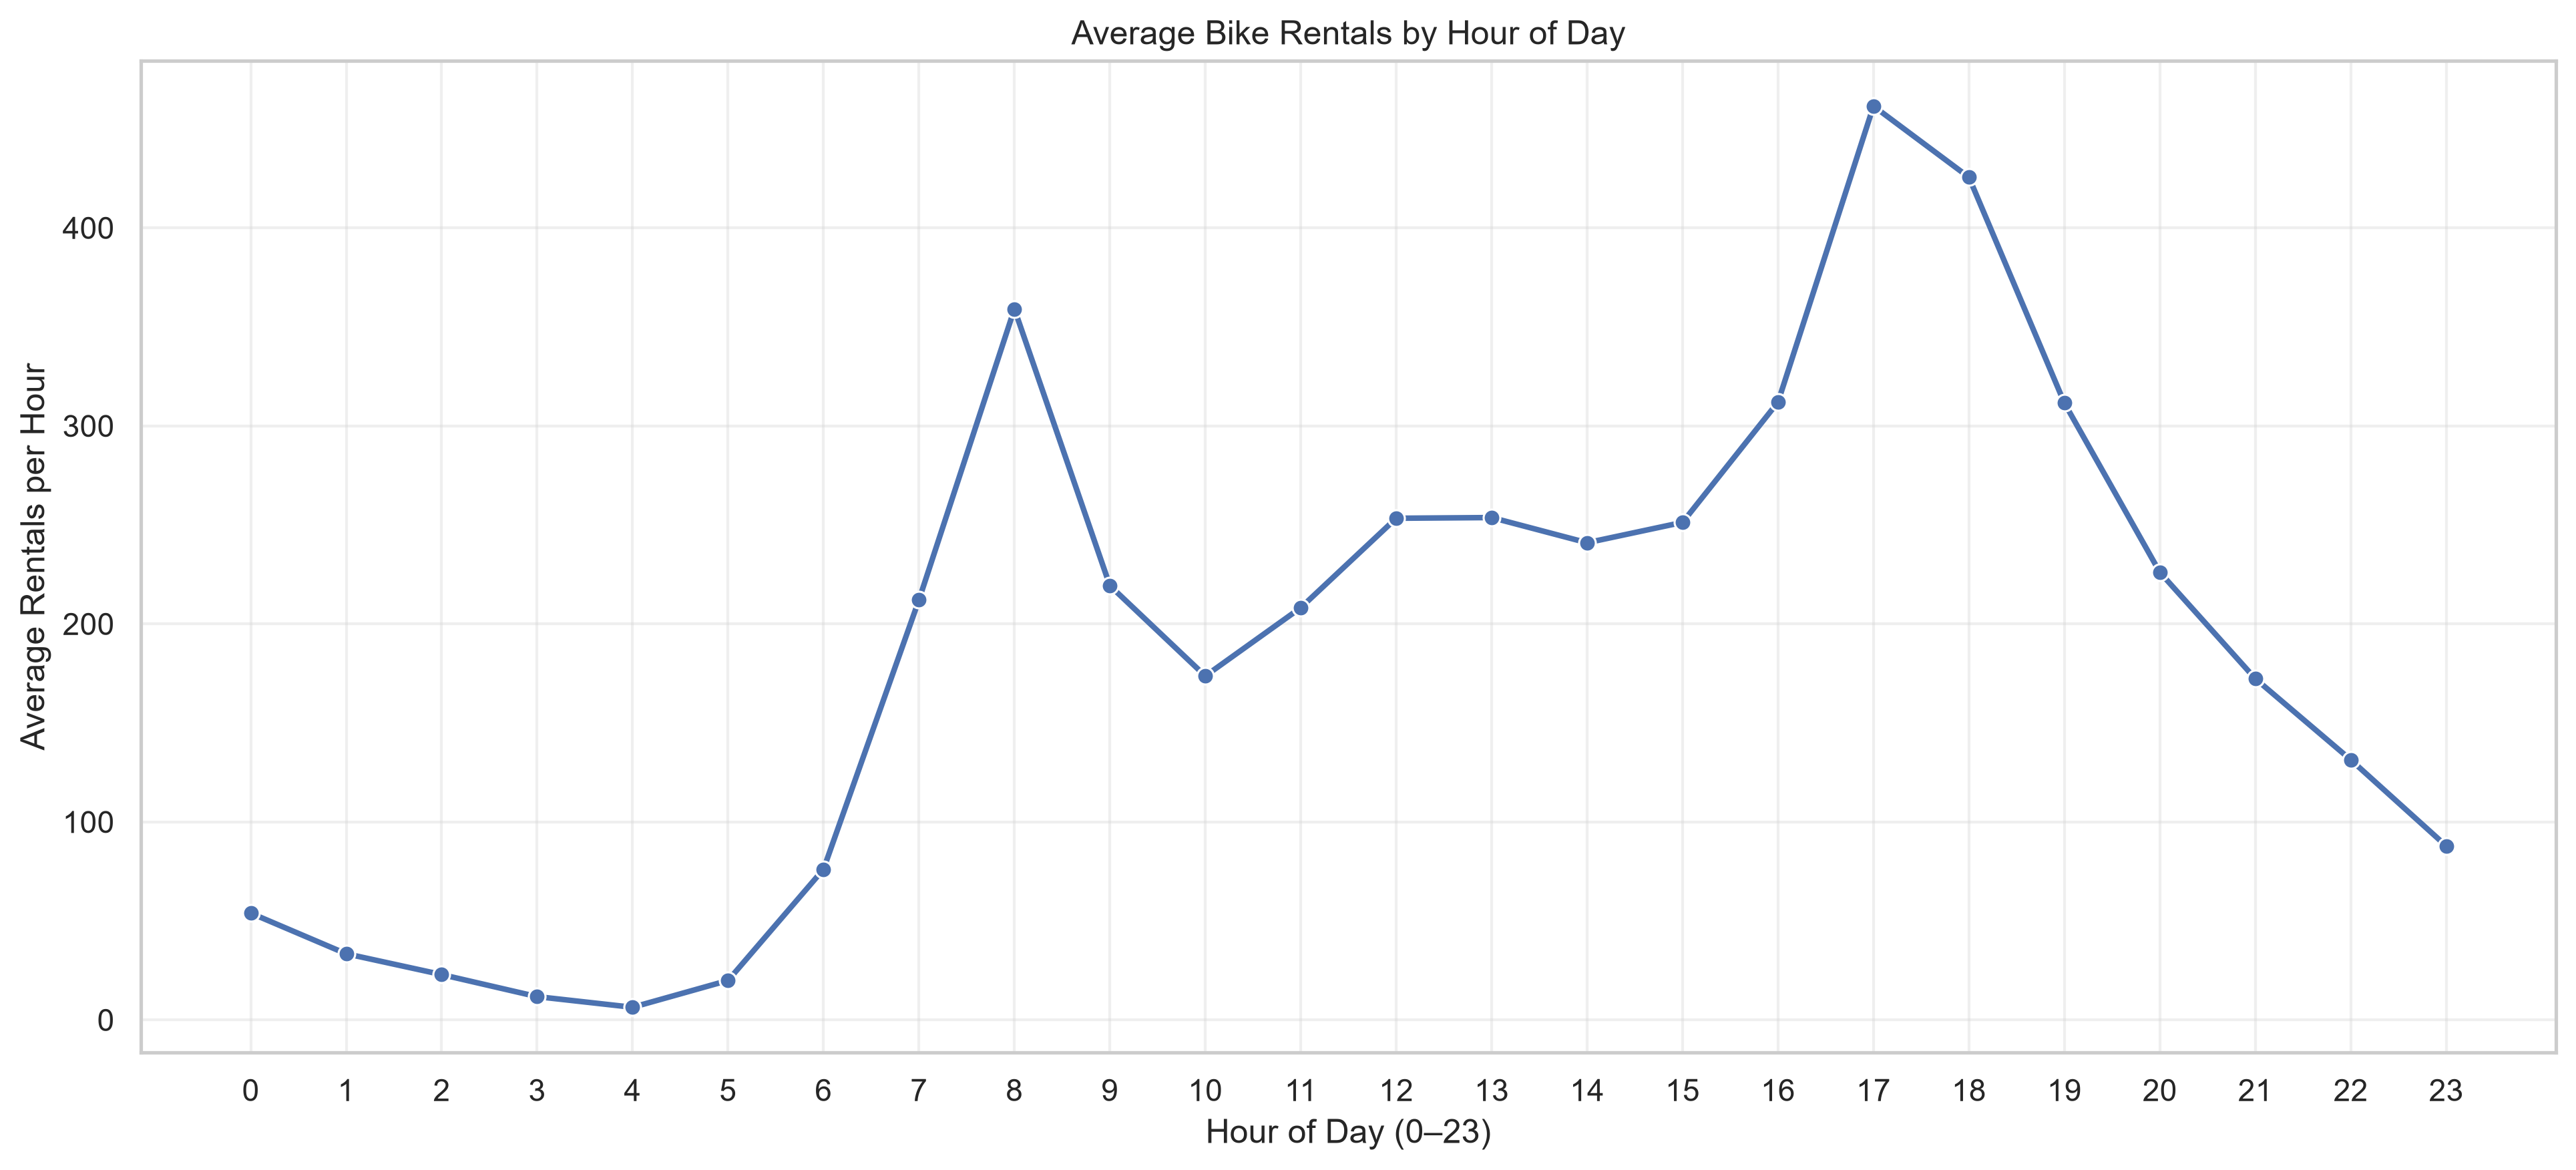 Average Bike Rentals by Hour of Day
Average Rentals per Hour
400
300
200
100
0
0 1 2 3 4 5 6 7 8 9 10 11 12 13 14 15 16 17 18 19 20 21 22 23
Hour of Day (0–23)